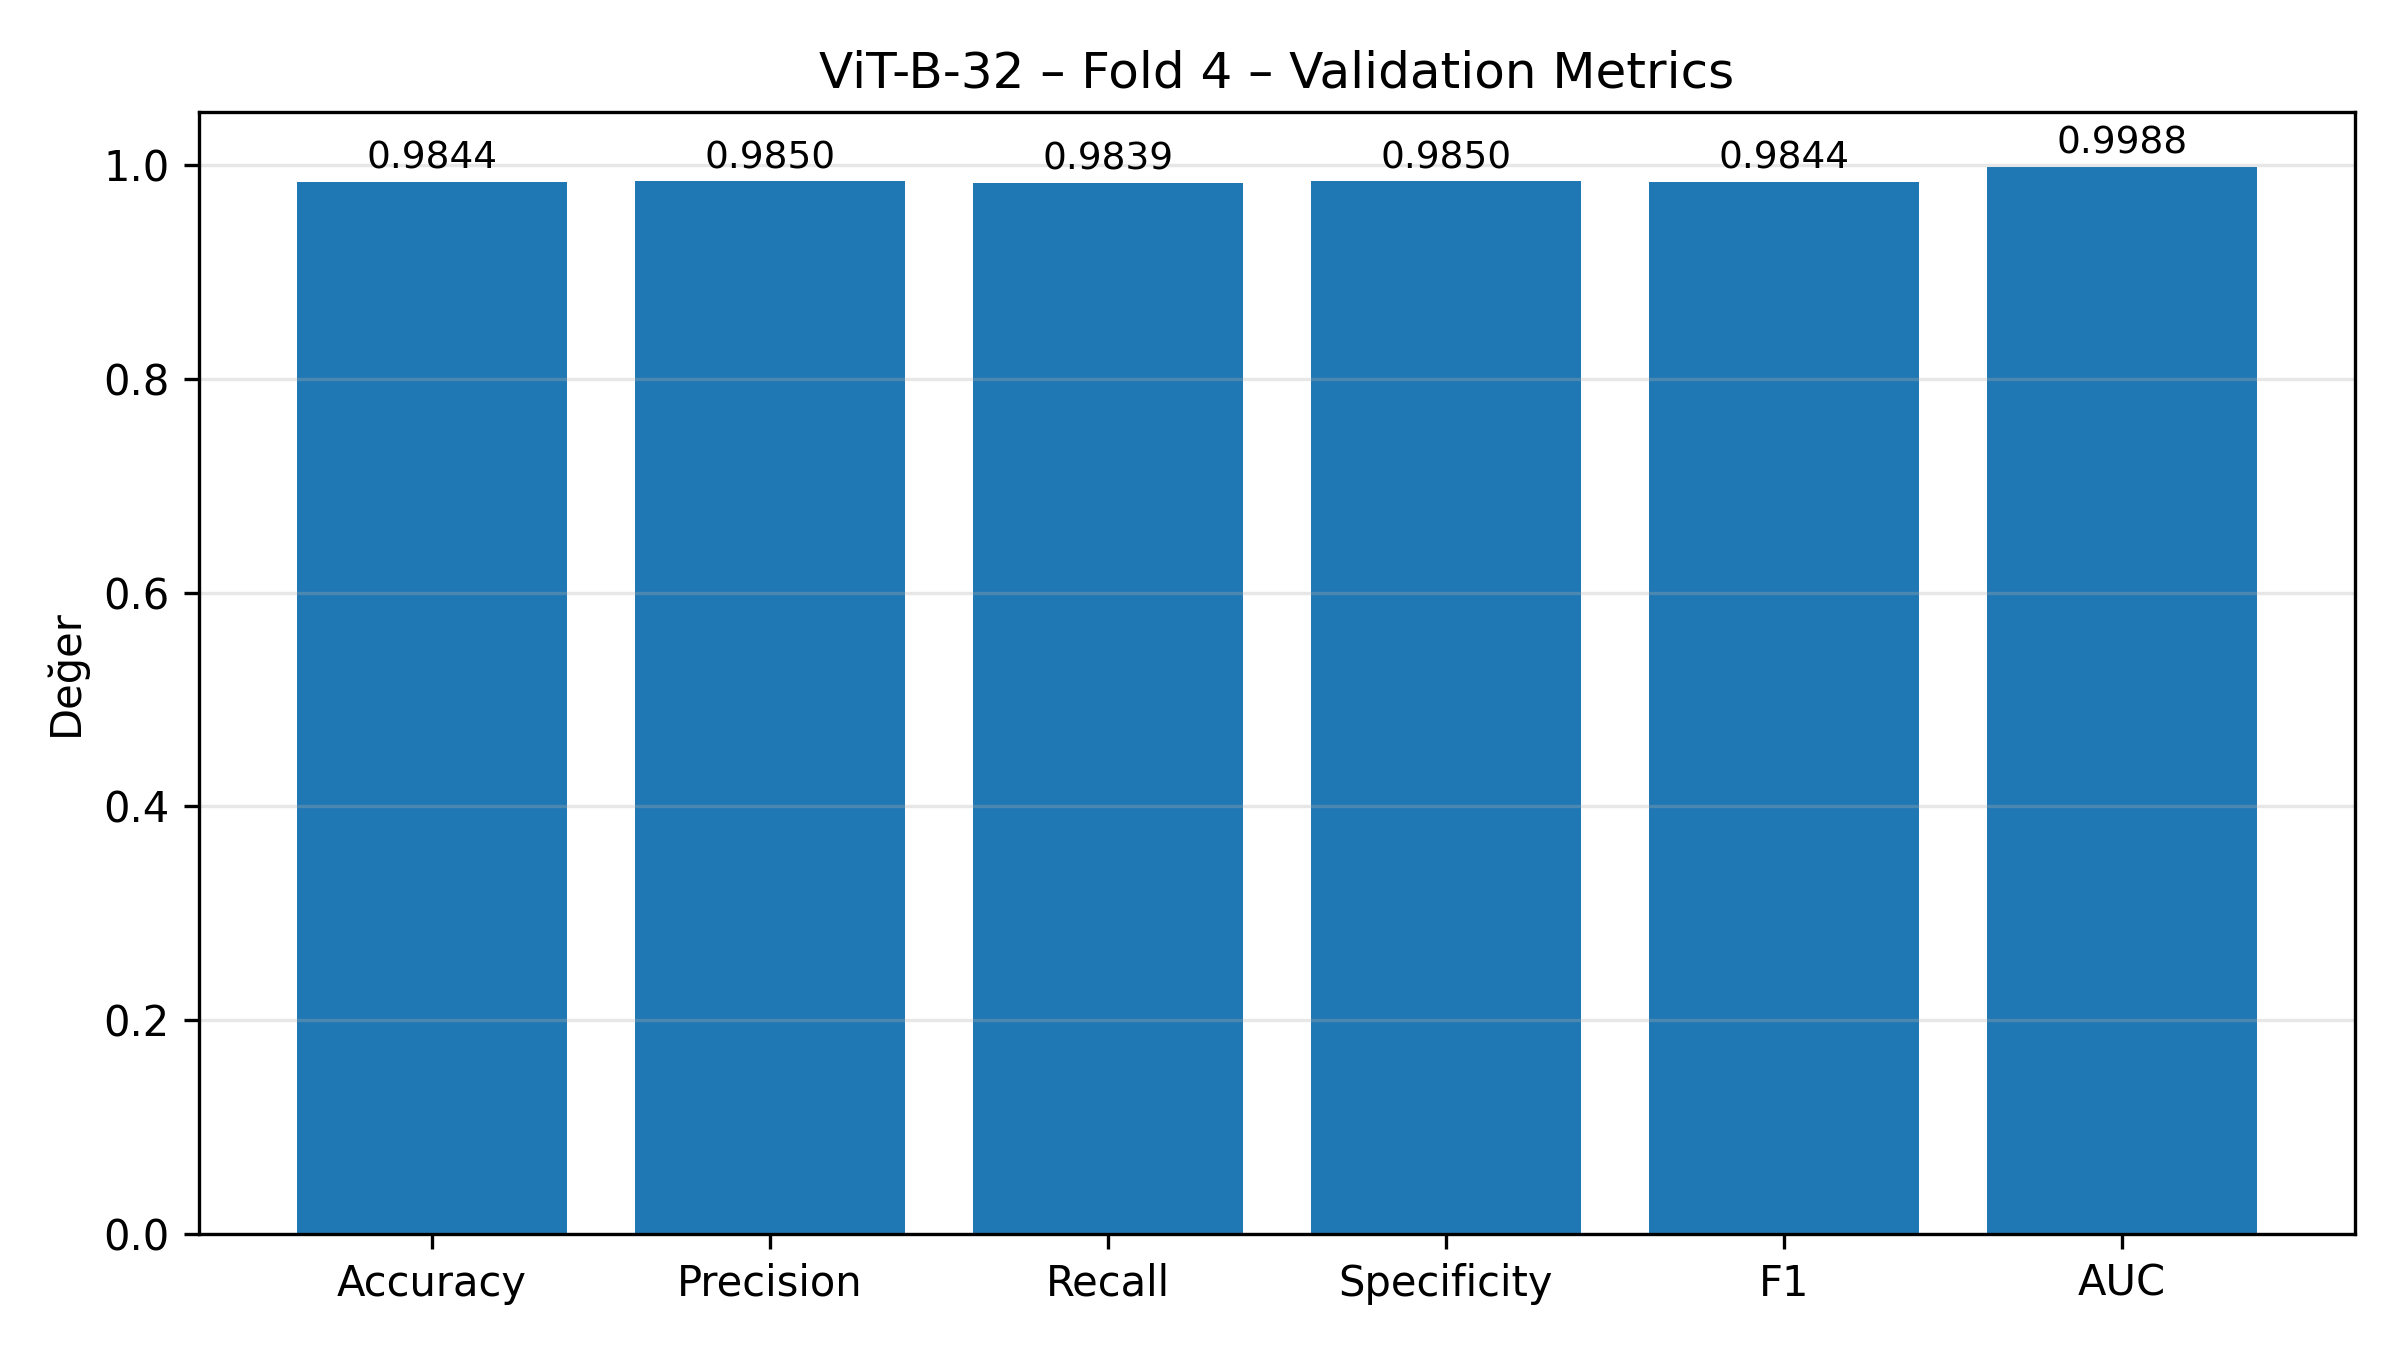 ViT-B-32 – Fold 4 – Validation Metrics
0.9844 0.9850 0.9839 0.9850 0.9844 0.9988
1.0
0.8
0.6
0.4
0.2
0.0
Değer
Accuracy Precision Recall Specificity F1 AUC